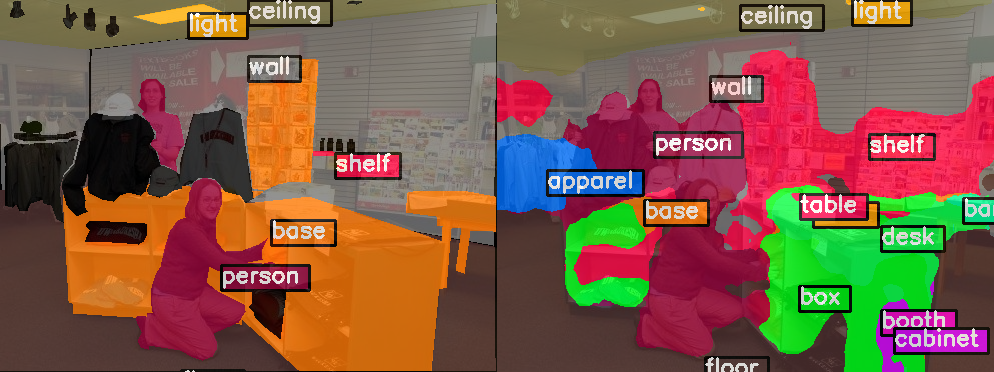 light
ceiling
wall
shelf
base
person
ceiling
light
wall
person
shelf
apparel
base
table
desk
box
booth
cabinet
floor